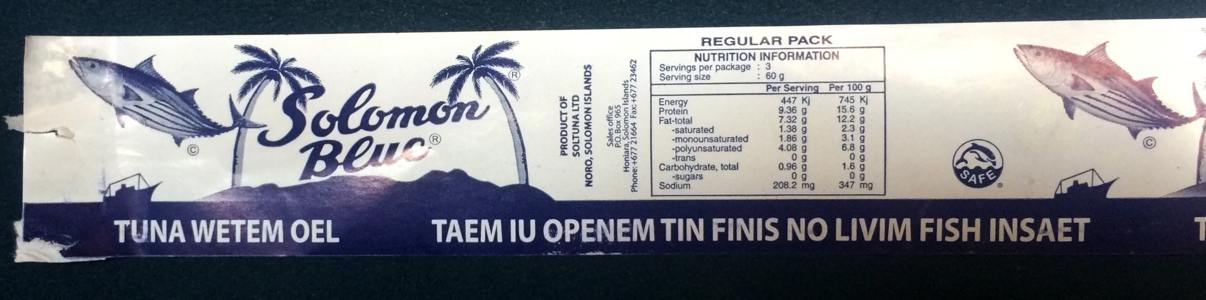 Solomon
Blue®
®
©
PRODUCT OF
SOLTUNA LTD
NORO, SOLOMON ISLANDS
Sales office
P.O. Box 965
Honiara, Solomon Islands
Phone:+677 21664 Fax:+677 23462
REGULAR PACK
NUTRITION INFORMATION
Servings per package : 3
Serving size : 60 g
Per Serving Per 100 g
Energy 447 Kj 745 Kj
Protein 9.36 g 15.6 g
Fat-total 7.32 g 12.2 g
-saturated 1.38 g 2.3 g
-monounsaturated 1.86 g 3.1 g
-polyunsaturated 4.08 g 6.8 g
-trans 0 g 0 g
Carbohydrate, total 0.96 g 1.6 g
-sugars 0 g 0 g
Sodium 208.2 mg 347 mg
SAFE
®
©
TUNA WETEM OEL
TAEM IU OPENEM TIN FINIS NO LIVIM FISH INSAET
T